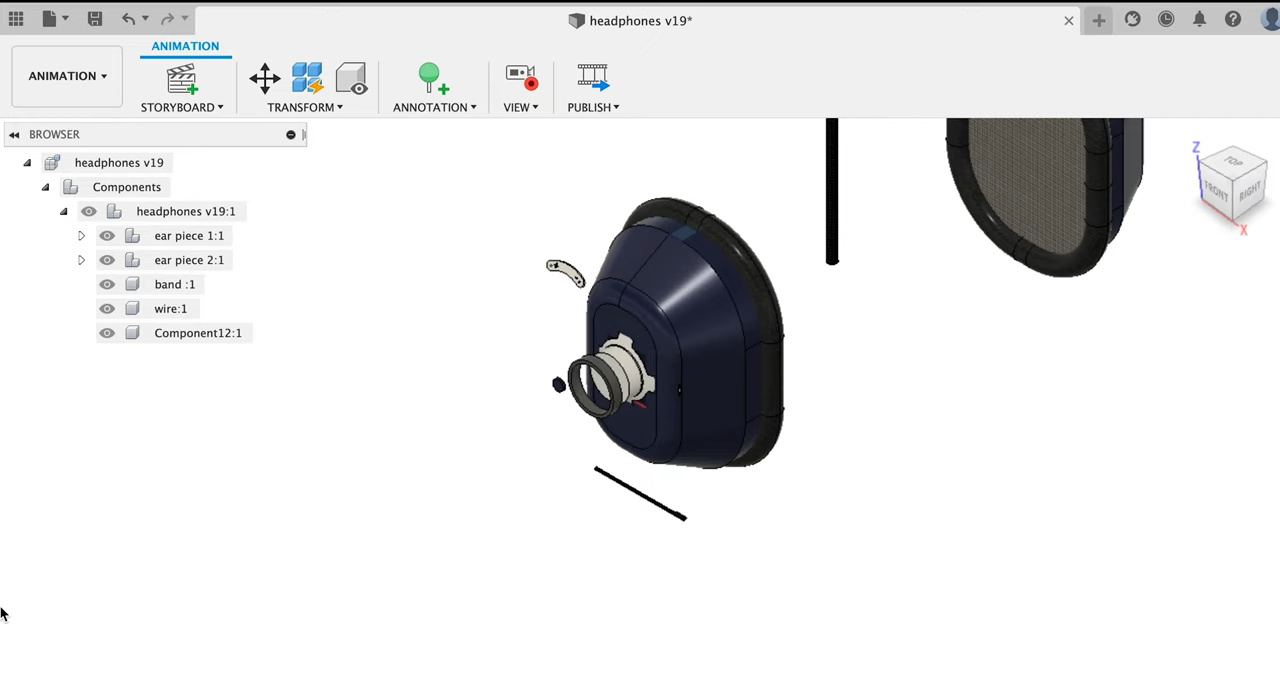 headphones v19*
ANIMATION
ANIMATION
STORYBOARD
TRANSFORM
ANNOTATION
VIEW
PUBLISH
BROWSER
headphones v19
Components
headphones v19:1
ear piece 1:1
ear piece 2:1
band :1
wire:1
Component12:1
Z
TOP
FRONT
RIGHT
X